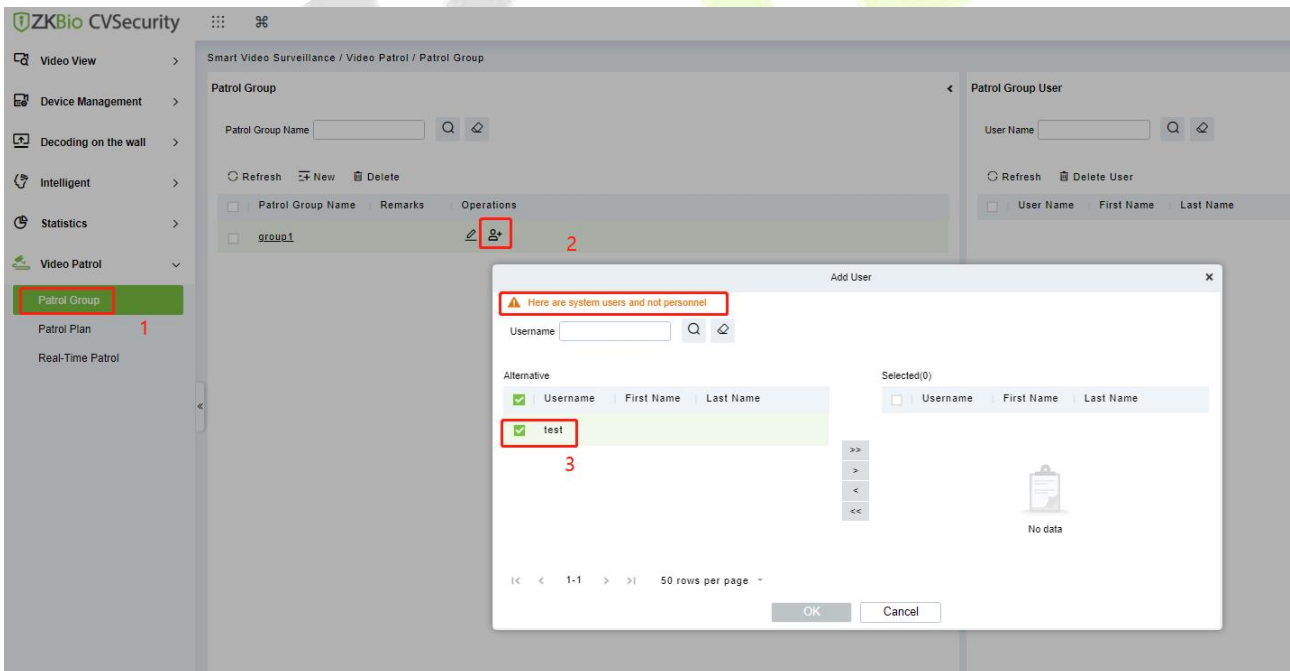 ZKBio CVSecurity
Video View
Device Management
Decoding on the wall
Intelligent
Statistics
Video Patrol
Patrol Group
1
Patrol Plan
Real-Time Patrol
Smart Video Surveillance / Video Patrol / Patrol Group
Patrol Group
Patrol Group Name
Refresh New Delete
Patrol Group Name Remarks Operations
group1
2
Patrol Group User
User Name
Refresh Delete User
User Name First Name Last Name
Add User x
Here are system users and not personnel
Username
Alternative
Username First Name Last Name
test
3
>>
>
<
<<
Selected(0)
Username First Name Last Name
No data
|< < 1-1 > >| 50 rows per page
OK Cancel